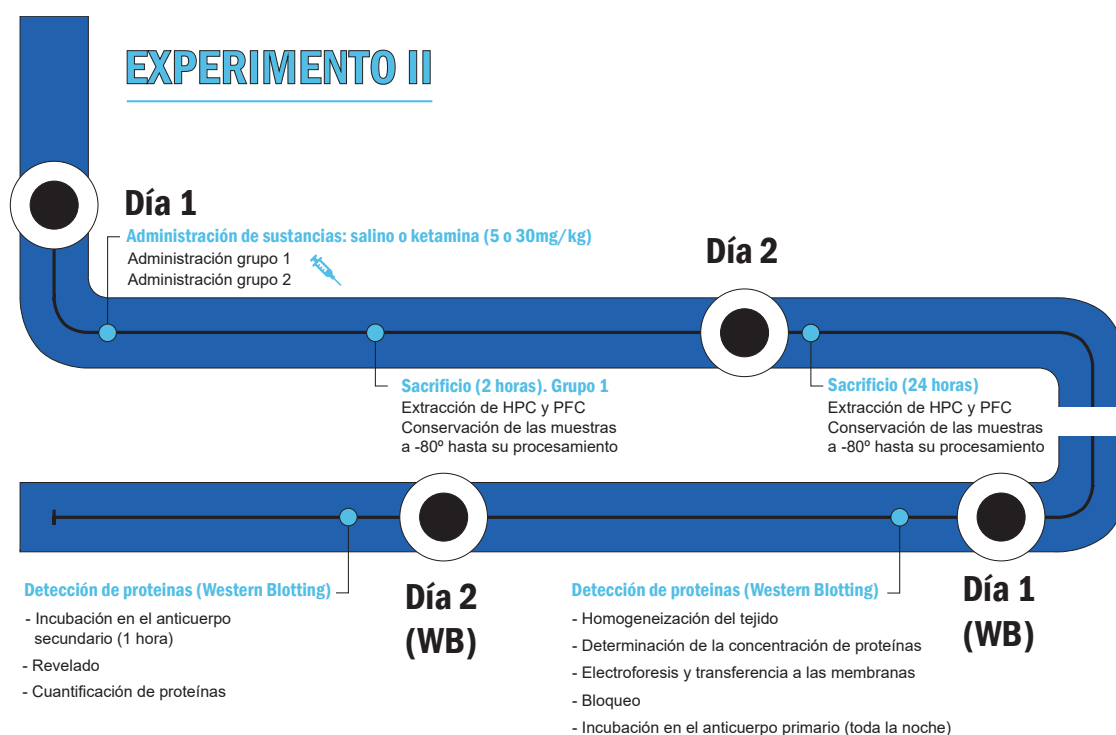 EXPERIMENTO II
Día 1
Administración de sustancias: salino o ketamina (5 o 30mg/kg)
Administración grupo 1
Administración grupo 2
Día 2
Sacrificio (2 horas). Grupo 1
Extracción de HPC y PFC
Conservación de las muestras
a -80º hasta su procesamiento
Sacrificio (24 horas)
Extracción de HPC y PFC
Conservación de las muestras
a -80º hasta su procesamiento
Día 1
(WB)
Detección de proteinas (Western Blotting)
- Homogeneización del tejido
- Determinación de la concentración de proteínas
- Electroforesis y transferencia a las membranas
- Bloqueo
- Incubación en el anticuerpo primario (toda la noche)
Día 2
(WB)
Detección de proteinas (Western Blotting)
- Incubación en el anticuerpo
secundario (1 hora)
- Revelado
- Cuantificación de proteínas